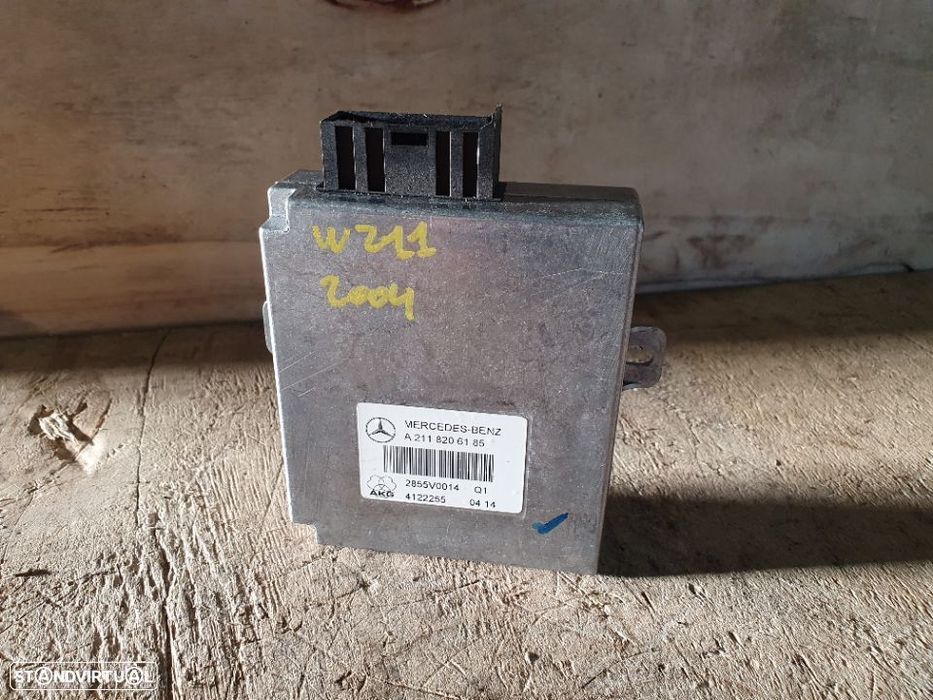 W211
2004
MERCEDES-BENZ
A 211 820 61 85
2855V0014 Q1
AKG
4122255 04 14
STANDVIRTUAL